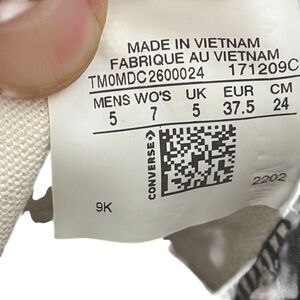 MADE IN VIETNAM
FABRIQUE AU VIETNAM
TM0MDC2600024 171209C
MENS WO'S UK EUR CM
5 7 5 37.5 24
CONVERSE
2202
9K